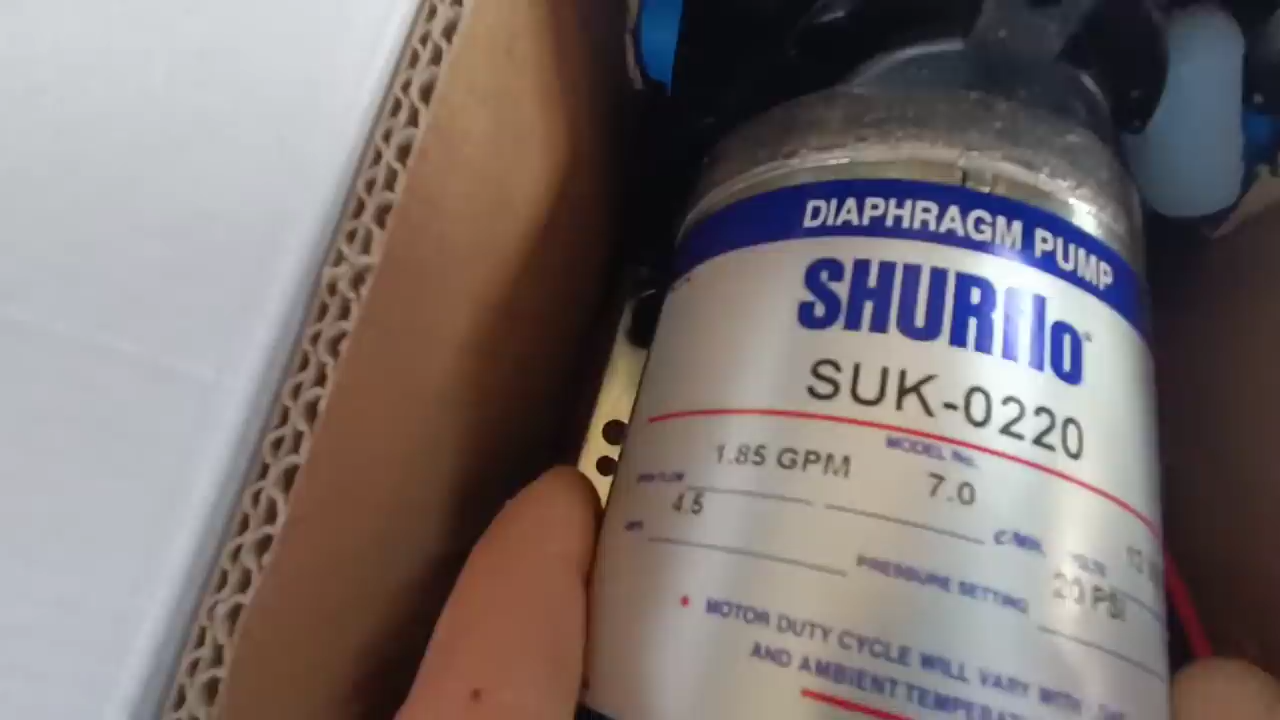 DIAPHRAGM PUMP
SHURflo
SUK-0220
MODEL No.
1.85 GPM 7.0
4.5
PRESSURE SETTING 20 PSI
• MOTOR DUTY CYCLE WILL VARY WITH
AND AMBIENT